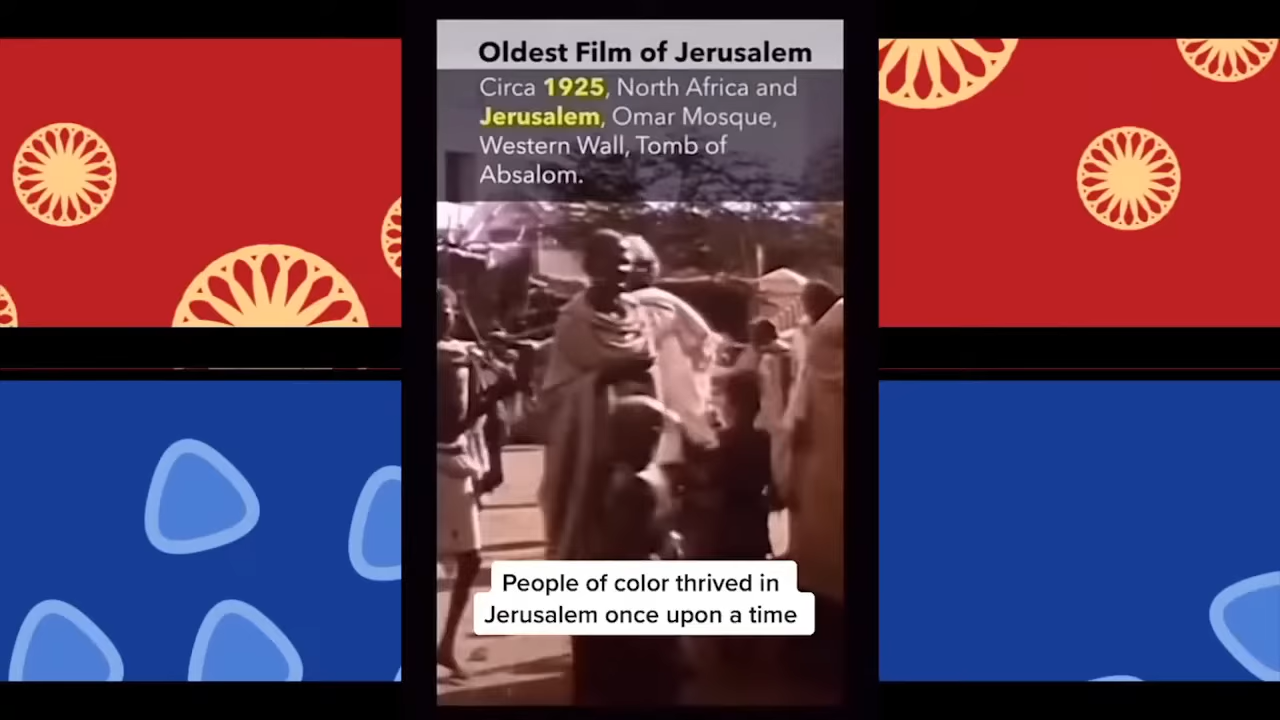 Oldest Film of Jerusalem
Circa 1925, North Africa and
Jerusalem, Omar Mosque,
Western Wall, Tomb of
Absalom.
People of color thrived in
Jerusalem once upon a time